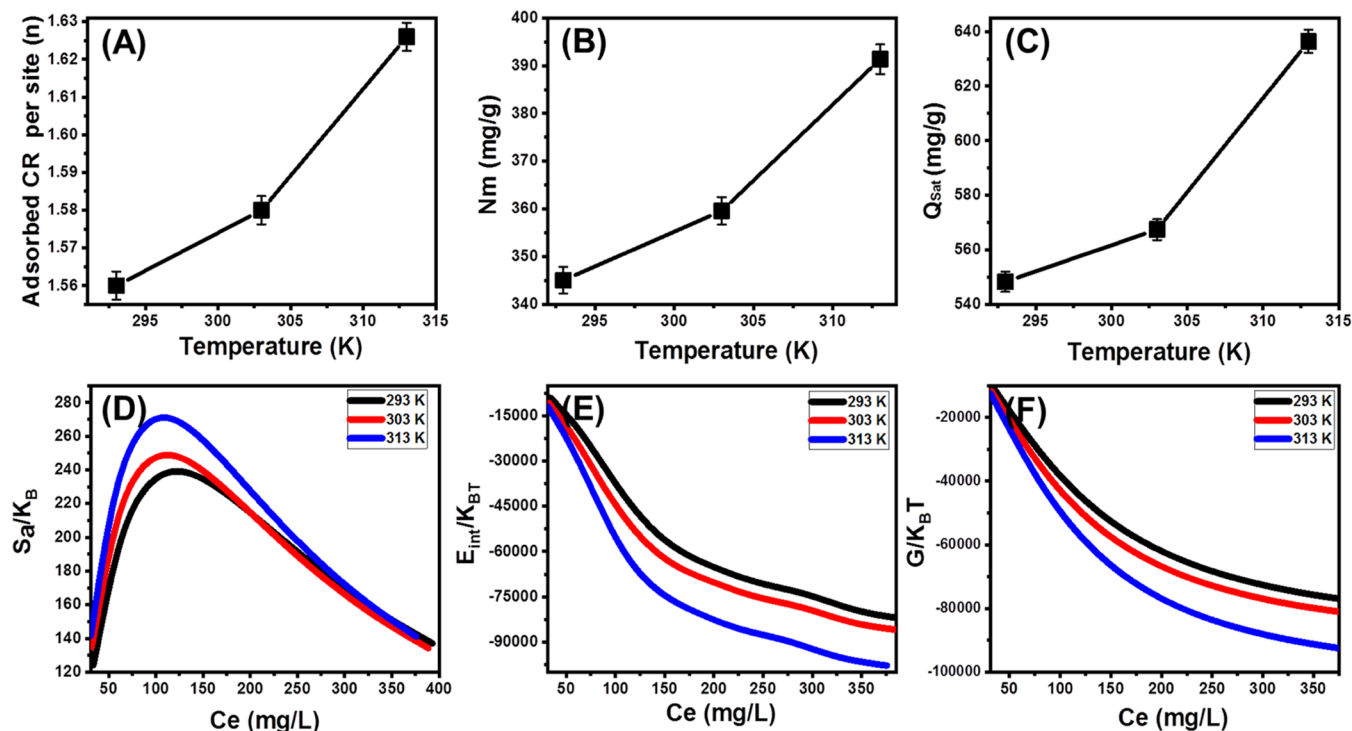 (A)
Adsorbed CR per site (n)
1.63
1.62
1.61
1.60
1.59
1.58
1.57
1.56
295 300 305 310 315
Temperature (K)
(B)
Nm (mg/g)
400
390
380
370
360
350
340
295 300 305 310
Temperature (K)
(C)
QSat (mg/g)
640
620
600
580
560
540
295 300 305 310 315
Temperature (K)
(D)
Sa/KB
280
260
240
220
200
180
160
140
120
50 100 150 200 250 300 350 400
Ce (mg/L)
293 K
303 K
313 K
(E)
Eint/KBT
-15000
-30000
-45000
-60000
-75000
-90000
50 100 150 200 250 300 350
Ce (mg/L)
293 K
303 K
313 K
(F)
G/KBT
-20000
-40000
-60000
-80000
-100000
50 100 150 200 250 300 350
Ce (mg/L)
293 K
303 K
313 K